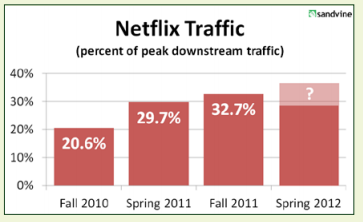 sandvine
Netflix Traffic
(percent of peak downstream traffic)
40%
30%
20%
10%
0%
20.6%
29.7%
32.7%
?
Fall 2010 Spring 2011 Fall 2011 Spring 2012